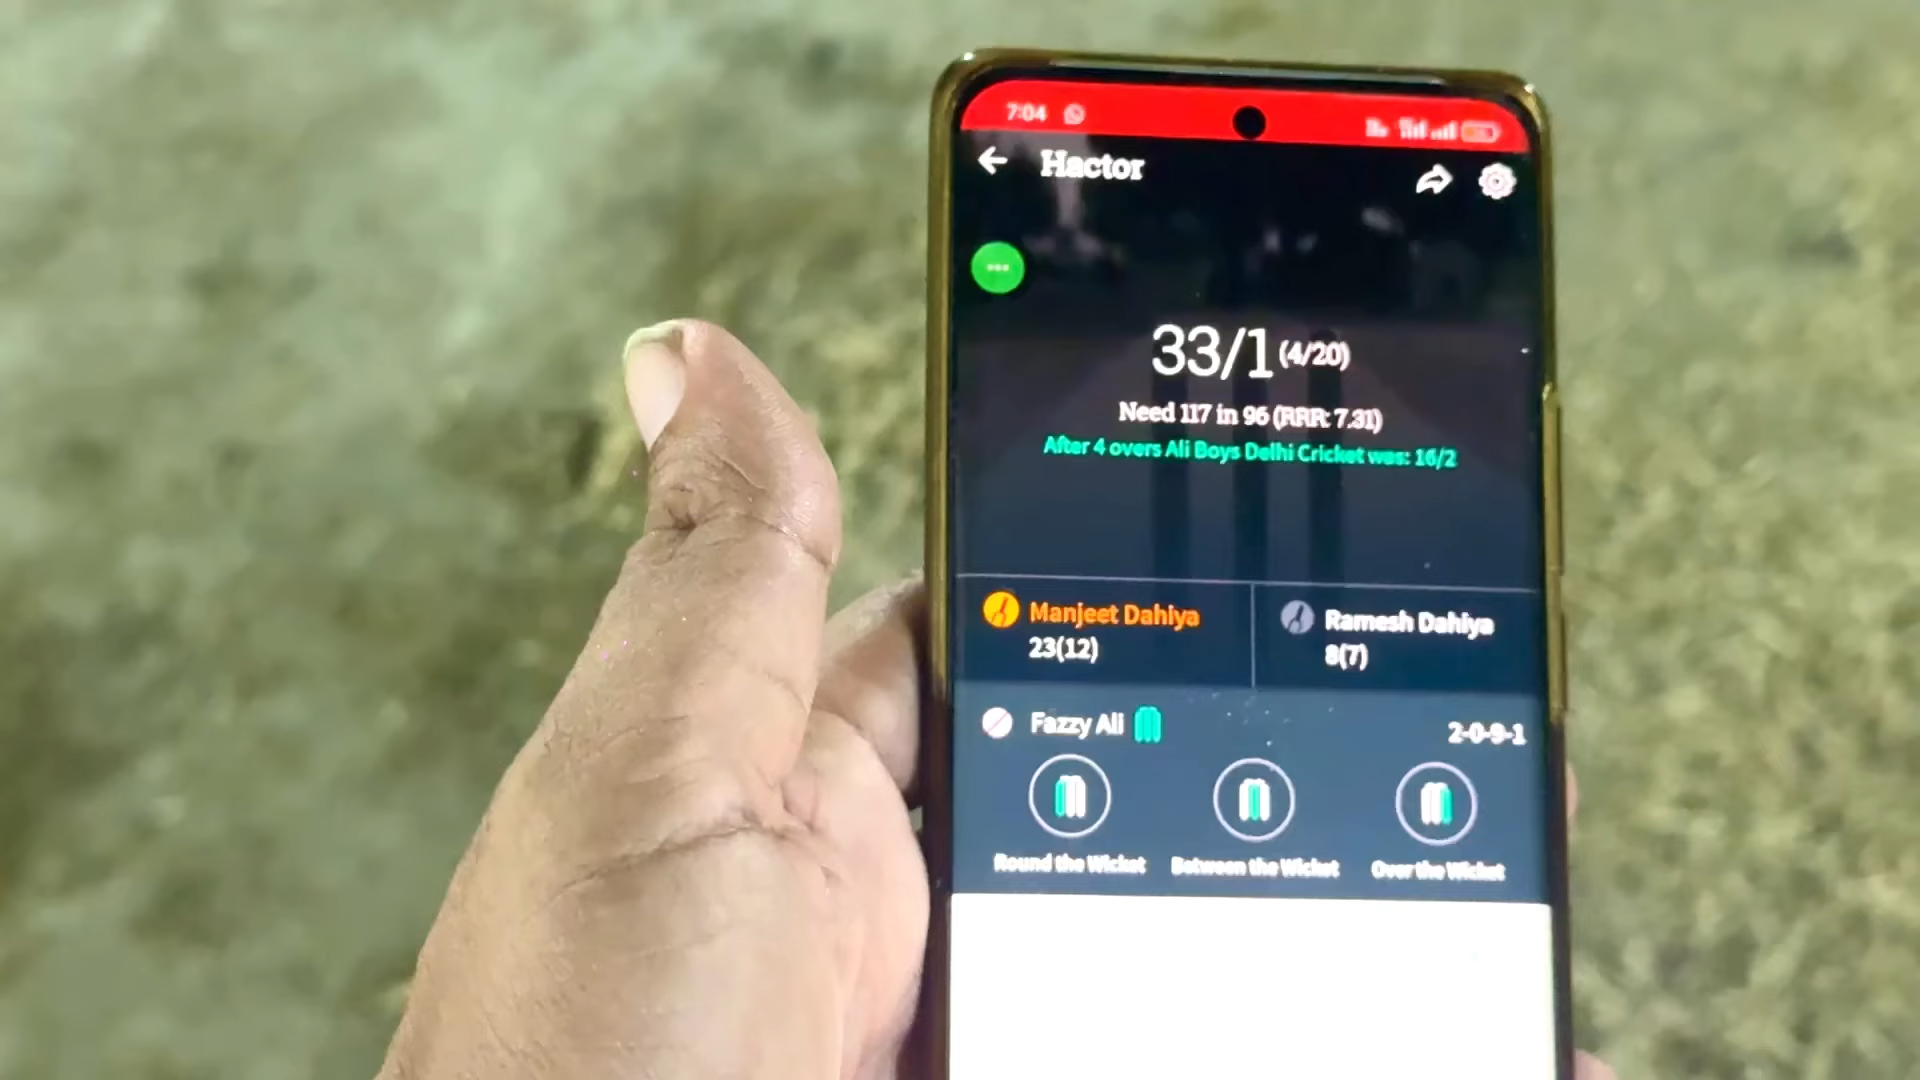 7:04
Hactor
33/1 (4/20)
Need 117 in 96 (RRR: 7.31)
After 4 overs Ali Boys Delhi Cricket was: 16/2
Manjeet Dahiya
23(12)
Ramesh Dahiya
8(7)
Fazzy Ali
2-0-9-1
Round the Wicket
Between the Wicket
Over the Wicket